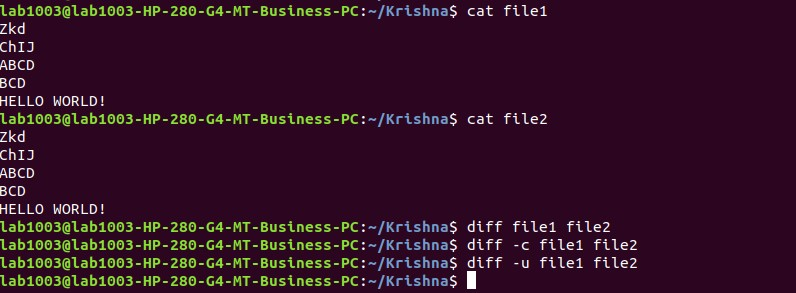 lab1003@lab1003-HP-280-G4-MT-Business-PC:~/Krishna$ cat file1
Zkd
ChIJ
ABCD
BCD
HELLO WORLD!
lab1003@lab1003-HP-280-G4-MT-Business-PC:~/Krishna$ cat file2
Zkd
ChIJ
ABCD
BCD
HELLO WORLD!
lab1003@lab1003-HP-280-G4-MT-Business-PC:~/Krishna$ diff file1 file2
lab1003@lab1003-HP-280-G4-MT-Business-PC:~/Krishna$ diff -c file1 file2
lab1003@lab1003-HP-280-G4-MT-Business-PC:~/Krishna$ diff -u file1 file2
lab1003@lab1003-HP-280-G4-MT-Business-PC:~/Krishna$